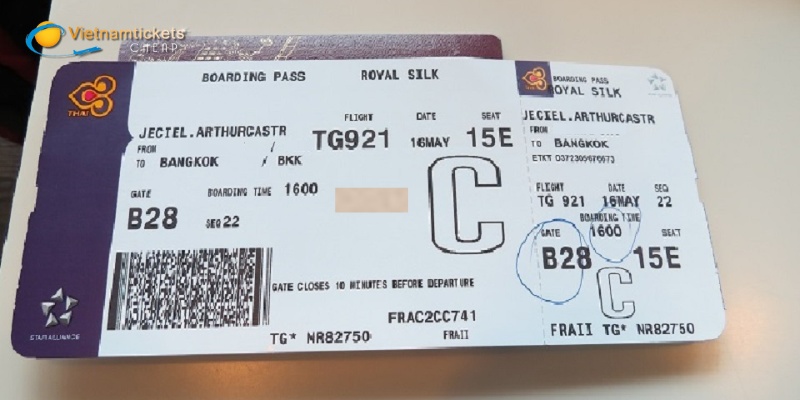 Vietnamtickets
CHEAP
BOARDING PASS ROYAL SILK
THAI
JECIEL.ARTHURCASTR
FLIGHT DATE SEAT
TG921 16MAY 15E
FROM
TO BANGKOK / BKK
GATE BOARDING TIME 1600
B28 SEQ 22
C
GATE CLOSES 10 MINUTES BEFORE DEPARTURE
FRAC2CC741
TG* NR82750 FRAII
STAR ALLIANCE
BOARDING PASS
ROYAL SILK
JECIEL.ARTHURCASTR
FROM
TO BANGKOK
FLIGHT DATE SEQ
TG 921 16MAY 22
BOARDING TIME
GATE 1600 SEAT
B28 15E
C
FRAII TG* NR82750